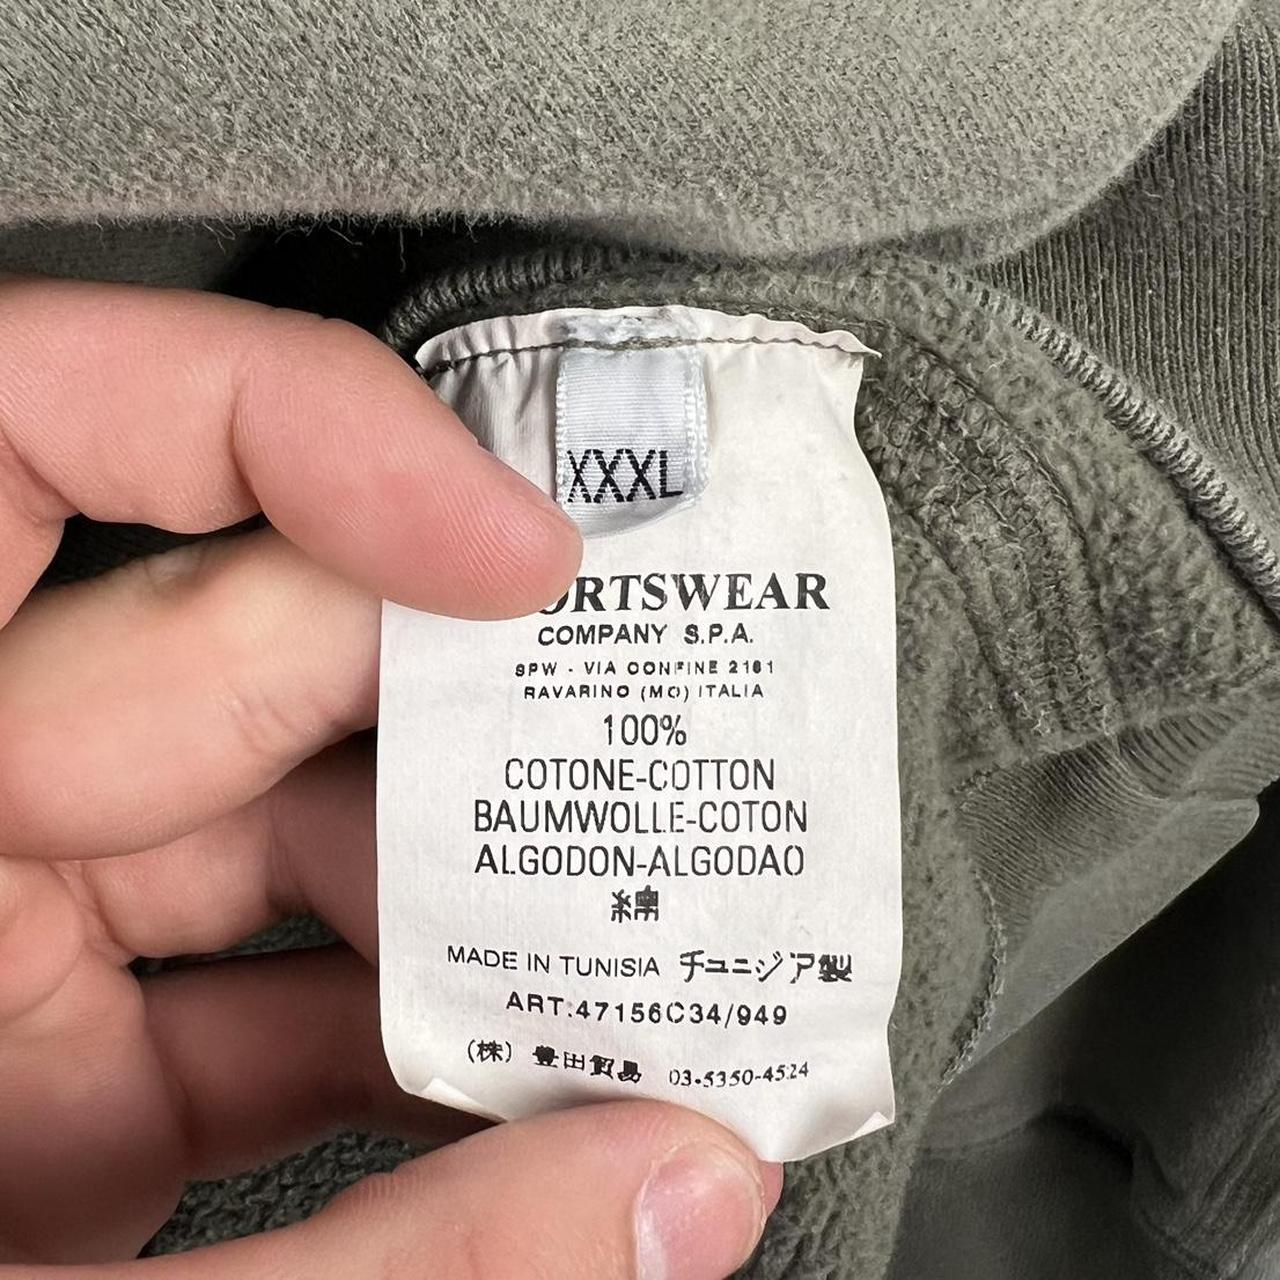 XXXL
ORTSWEAR
COMPANY S.P.A.
SPW - VIA CONFINE 2161
RAVARINO (MO) ITALIA
100%
COTONE-COTTON
BAUMWOLLE-COTON
ALGODON-ALGODAO
綿
MADE IN TUNISIA チュニジア製
ART:47156C34/949
(株) 豊田貿易 03-5350-4524